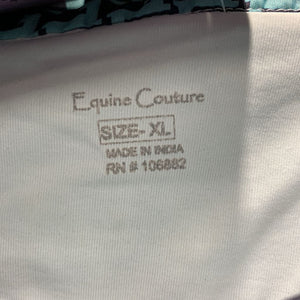 Equine Couture
SIZE- XL
MADE IN INDIA
RN # 106882